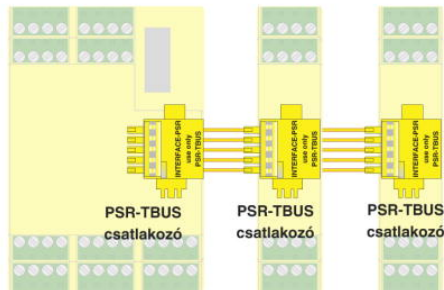 INTERFACE-PSR
use only
PSR-TBUS
INTERFACE-PSR
use only
PSR-TBUS
INTERFACE-PSR
use only
PSR-TBUS
PSR-TBUS
csatlakozó
PSR-TBUS
csatlakozó
PSR-TBUS
csatlakozó